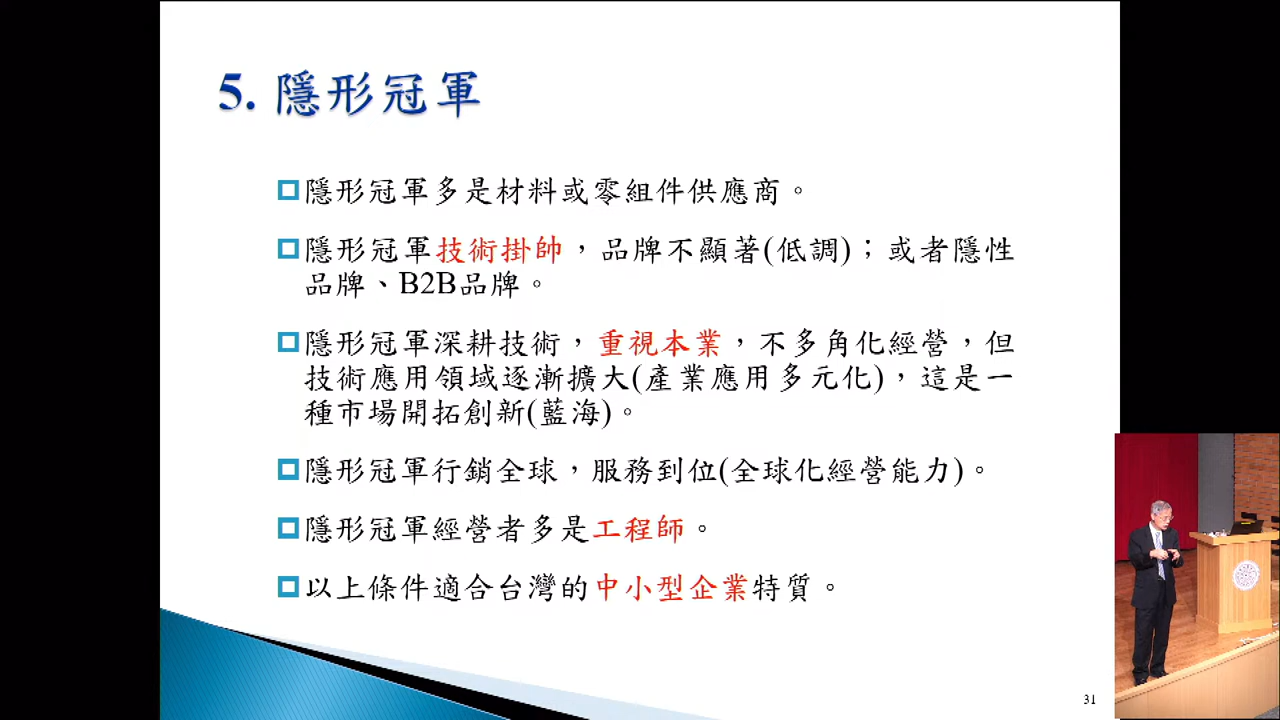 5. 隱形冠軍
隱形冠軍多是材料或零組件供應商。
隱形冠軍技術掛帥，品牌不顯著(低調)；或者隱性
品牌、B2B品牌。
隱形冠軍深耕技術，重視本業，不多角化經營，但
技術應用領域逐漸擴大(產業應用多元化)，這是一
種市場開拓創新(藍海)。
隱形冠軍行銷全球，服務到位(全球化經營能力)。
隱形冠軍經營者多是工程師。
以上條件適合台灣的中小型企業特質。
31